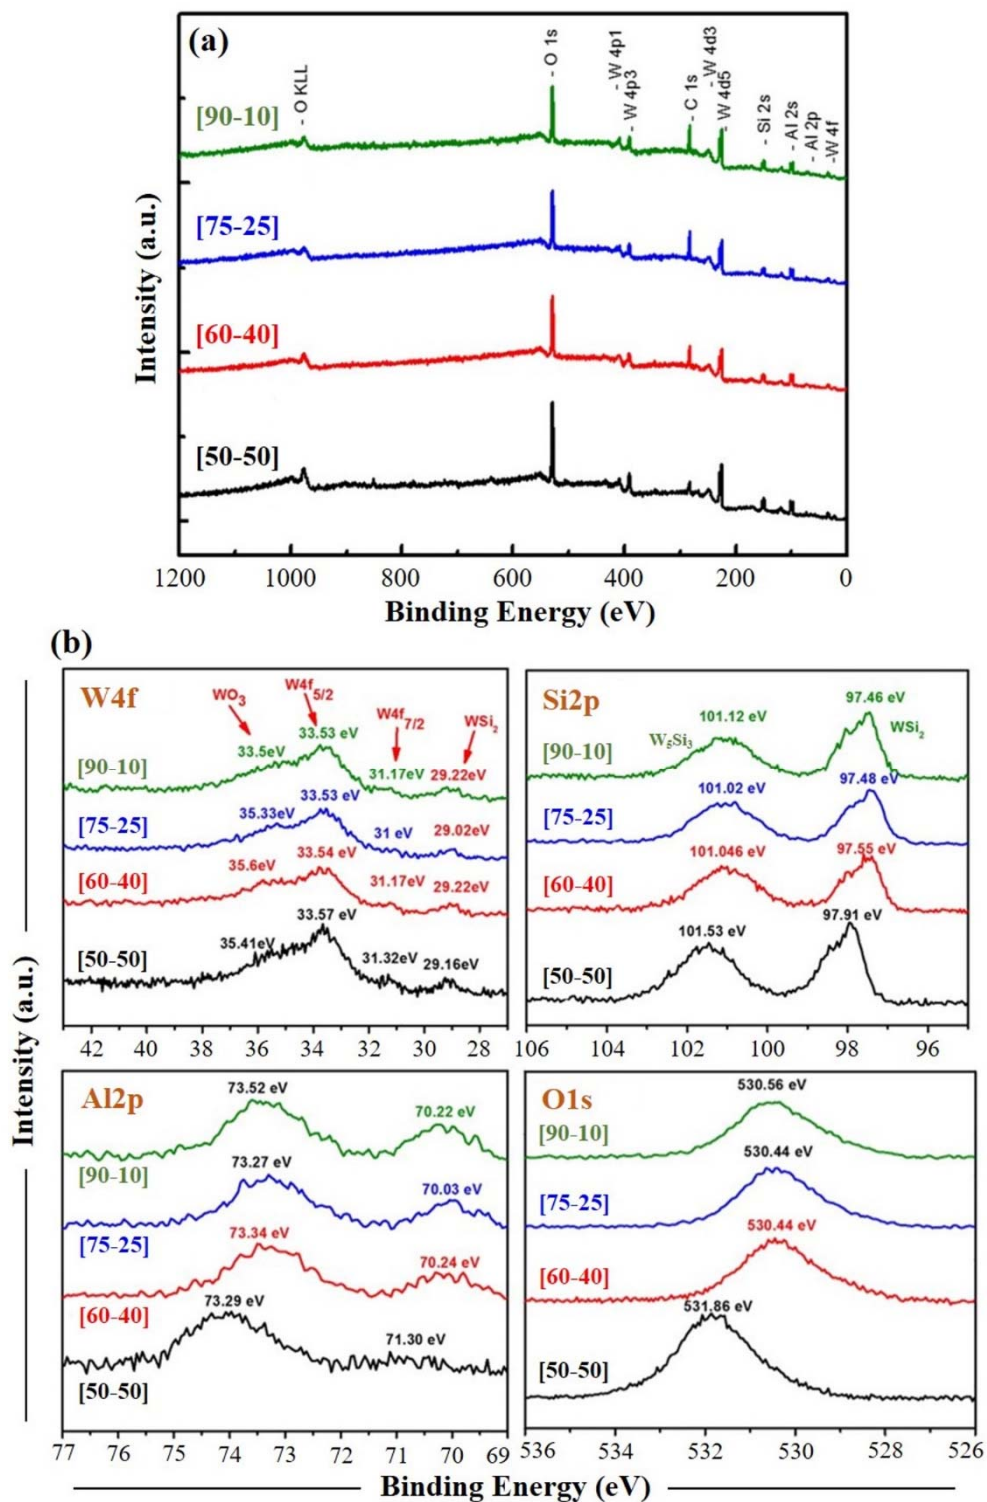 (a)
- O KLL
- O 1s
- W 4p1
- W 4p3
- C 1s
- W 4d3
- W 4d5
- Si 2s
- Al 2s
- Al 2p
-W 4f
[90-10]
[75-25]
[60-40]
[50-50]
Intensity (a.u.)
1200 1000 800 600 400 200 0
Binding Energy (eV)
(b)
W4f
WO3
W4f5/2
W4f7/2
WSi2
33.5eV 33.53 eV 31.17eV 29.22eV
[90-10]
35.33eV 33.53 eV 31 eV 29.02eV
[75-25]
35.6eV 33.54 eV 31.17eV 29.22eV
[60-40]
35.41eV 33.57 eV 31.32eV 29.16eV
[50-50]
42 40 38 36 34 32 30 28
Si2p
101.12 eV 97.46 eV
W5Si3 WSi2
[90-10]
101.02 eV 97.48 eV
[75-25]
101.046 eV 97.55 eV
[60-40]
101.53 eV 97.91 eV
[50-50]
106 104 102 100 98 96
Al2p
73.52 eV 70.22 eV
[90-10]
73.27 eV 70.03 eV
[75-25]
73.34 eV 70.24 eV
[60-40]
73.29 eV 71.30 eV
[50-50]
77 76 75 74 73 72 71 70 69
O1s
530.56 eV
[90-10]
530.44 eV
[75-25]
530.44 eV
[60-40]
531.86 eV
[50-50]
536 534 532 530 528 526
Intensity (a.u.)
Binding Energy (eV)